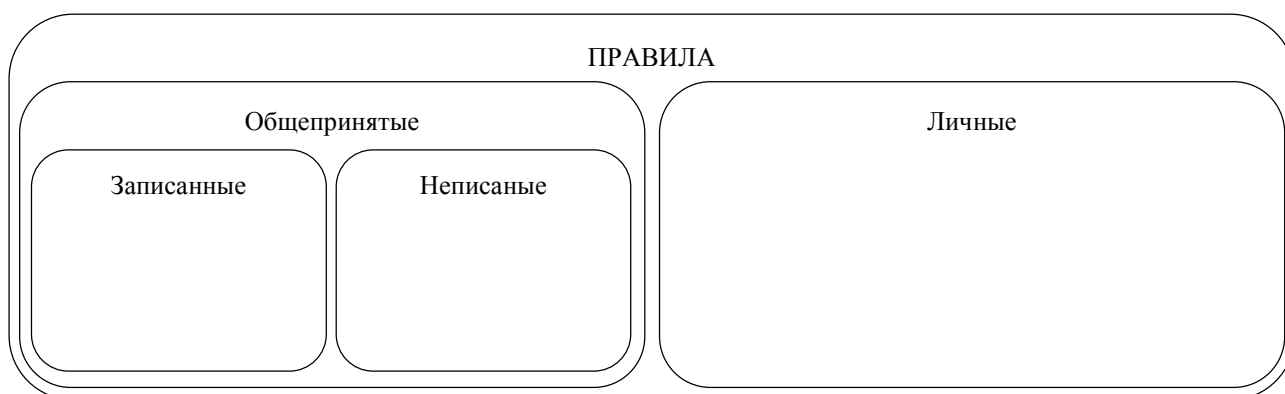 ПРАВИЛА
Общепринятые
Личные
Записанные
Неписаные